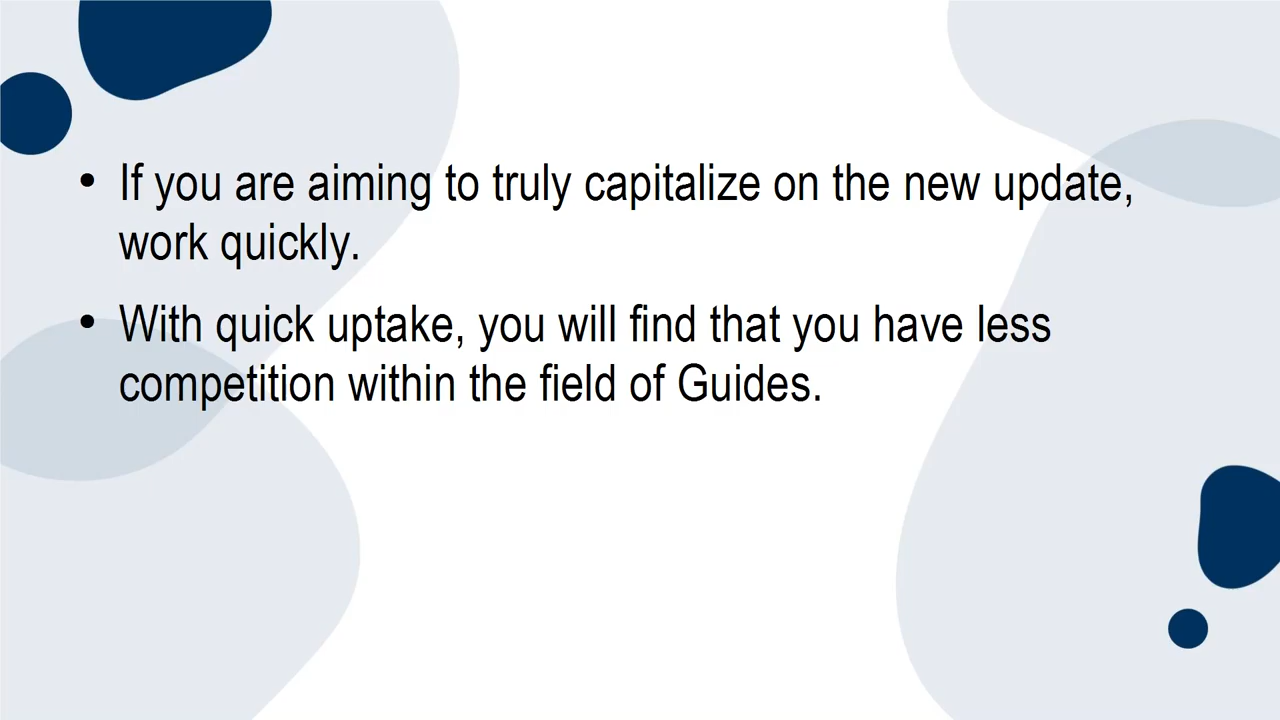 • If you are aiming to truly capitalize on the new update,
work quickly.
• With quick uptake, you will find that you have less
competition within the field of Guides.